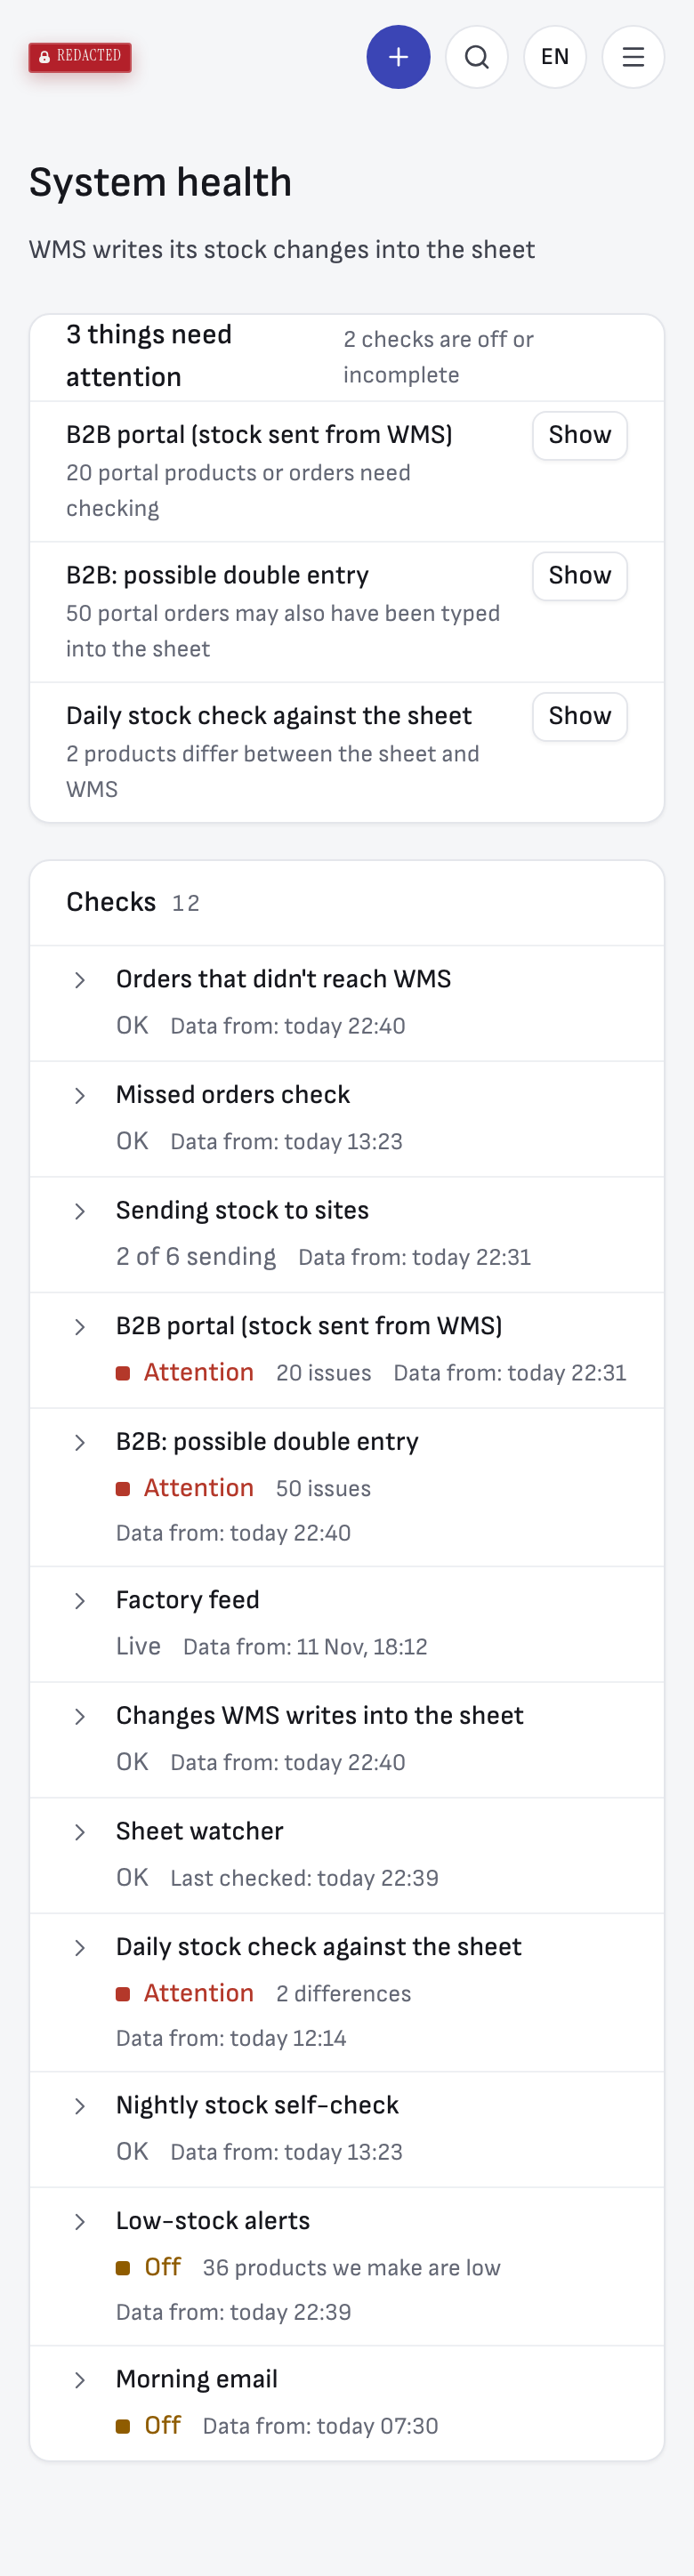 REDACTED
EN
System health
WMS writes its stock changes into the sheet
3 things need
attention
2 checks are off or
incomplete
B2B portal (stock sent from WMS)
Show
20 portal products or orders need
checking
B2B: possible double entry
Show
50 portal orders may also have been typed
into the sheet
Daily stock check against the sheet
Show
2 products differ between the sheet and
WMS
Checks 12
Orders that didn't reach WMS
OK Data from: today 22:40
Missed orders check
OK Data from: today 13:23
Sending stock to sites
2 of 6 sending Data from: today 22:31
B2B portal (stock sent from WMS)
Attention 20 issues Data from: today 22:31
B2B: possible double entry
Attention 50 issues
Data from: today 22:40
Factory feed
Live Data from: 11 Nov, 18:12
Changes WMS writes into the sheet
OK Data from: today 22:40
Sheet watcher
OK Last checked: today 22:39
Daily stock check against the sheet
Attention 2 differences
Data from: today 12:14
Nightly stock self-check
OK Data from: today 13:23
Low-stock alerts
Off 36 products we make are low
Data from: today 22:39
Morning email
Off Data from: today 07:30